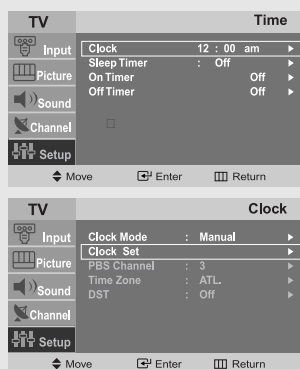 TV Time
Input Clock 12 : 00 am
Sleep Timer : Off
Picture On Timer Off
Off Timer Off
Sound
Channel
Setup
Move Enter Return
TV Clock
Input Clock Mode : Manual
Clock Set
Picture PBS Channel : 3
Time Zone : ATL.
Sound DST : Off
Channel
Setup
Move Enter Return